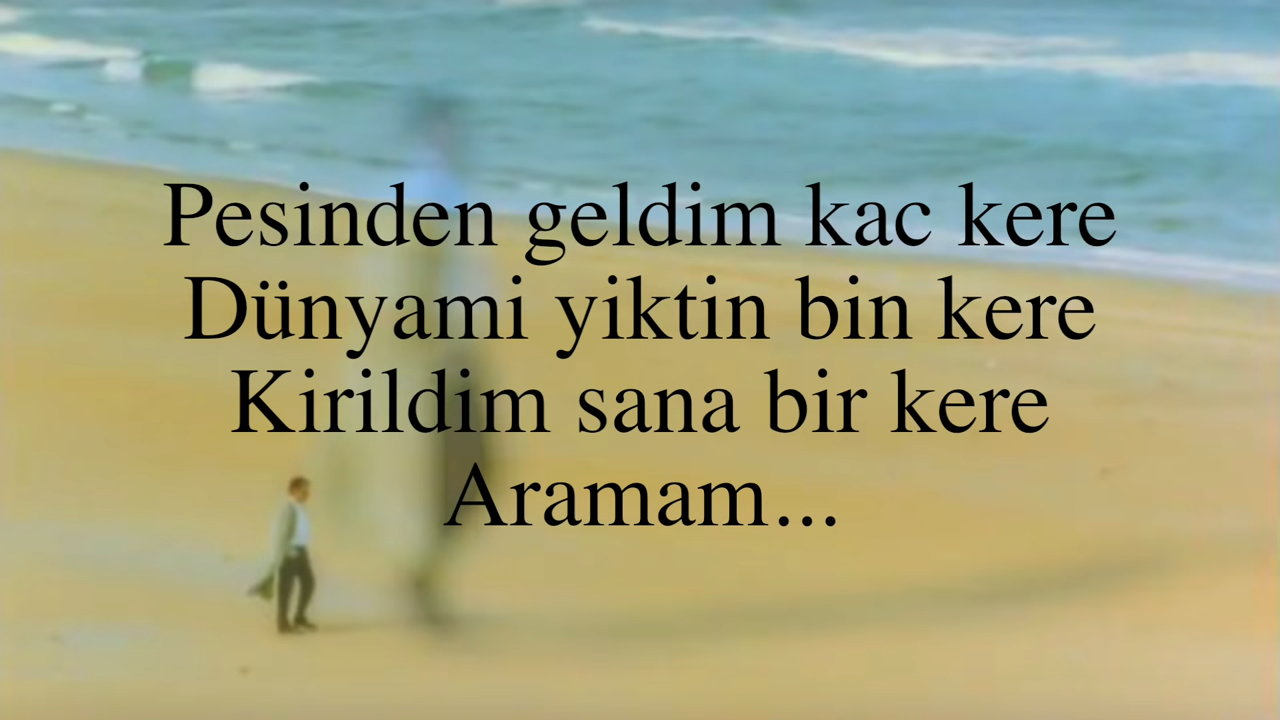 Pesinden geldim kac kere
Dünyami yiktin bin kere
Kirildim sana bir kere
Aramam...